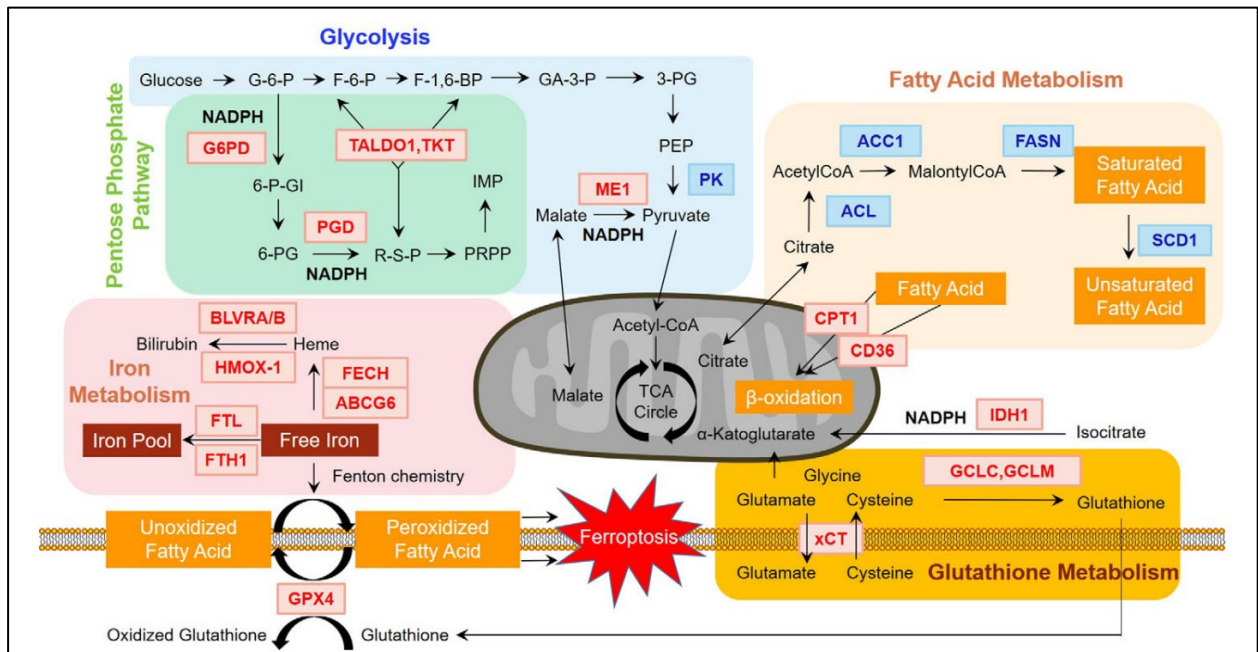 Glycolysis
Glucose
G-6-P
F-6-P
F-1,6-BP
GA-3-P
3-PG
PEP
PK
Pyruvate
ME1
Malate
NADPH
Pentose Phosphate
Pathway
NADPH
G6PD
TALDO1,TKT
6-P-GI
PGD
6-PG
NADPH
R-S-P
PRPP
IMP
Fatty Acid Metabolism
ACC1
FASN
AcetylCoA
MalontylCoA
Saturated
Fatty Acid
ACL
Citrate
SCD1
Unsaturated
Fatty Acid
Fatty Acid
CPT1
CD36
Iron
Metabolism
BLVRA/B
Bilirubin
Heme
HMOX-1
FECH
ABCG6
FTL
Iron Pool
Free Iron
FTH1
Fenton chemistry
Acetyl-CoA
Citrate
Malate
TCA
Circle
β-oxidation
α-Katoglutarate
NADPH
IDH1
Isocitrate
Glycine
GCLC,GCLM
Glutamate
Cysteine
Glutathione
xCT
Glutamate
Cysteine
Glutathione Metabolism
Unoxidized
Fatty Acid
Peroxidized
Fatty Acid
Ferroptosis
GPX4
Oxidized Glutathione
Glutathione